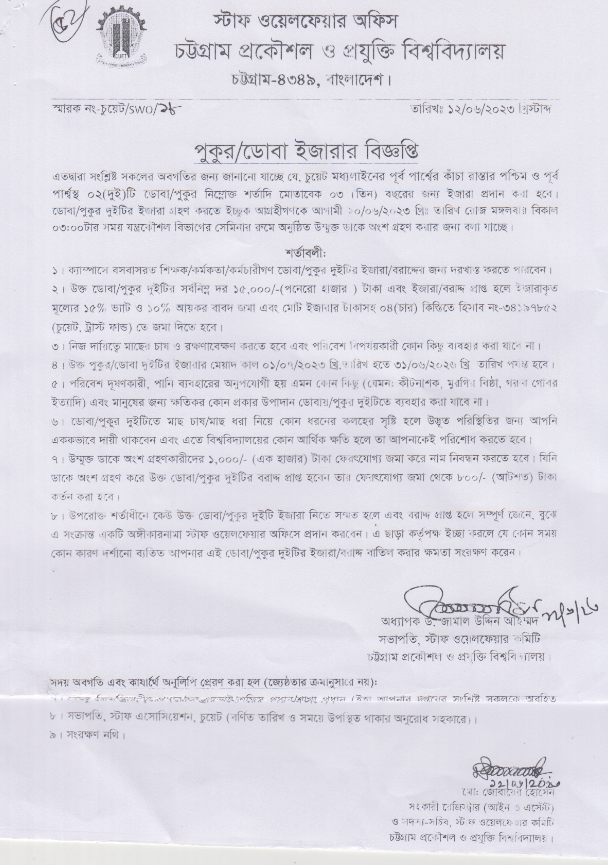 স্টাফ ওয়েলফেয়ার অফিস
চট্টগ্রাম প্রকৌশল ও প্রযুক্তি বিশ্ববিদ্যালয়
চট্টগ্রাম-৪৩৪৯, বাংলাদেশ।
স্মারক নং-চুয়েট/SWO/২৮ তারিখঃ ১২/০৬/২০২৩ খ্রিস্টাব্দ
পুকুর/ডোবা ইজারার বিজ্ঞপ্তি
এতদ্বারা সংশ্লিষ্ট সকলের অবগতির জন্য জানানো যাচ্ছে যে, চুয়েট মধ্যগাইনের পূর্ব পার্শ্বের কাঁচা রাস্তার পশ্চিম ও পূর্ব
পার্শ্বস্থ ০২(দুই)টি ডোবা/পুকুর নিম্নোক্ত শর্তাদি মোতাবেক ০৩ (তিন) বছরের জন্য ইজারা প্রদান করা হবে।
ডোবা/পুকুর দুইটির ইজারা গ্রহণ করতে ইচ্ছুক আগ্রহীগণকে আগামী ২০/০৬/২০২৩ খ্রিঃ তারিখ রোজ মঙ্গলবার বিকাল
০৩:০০টার সময় যন্ত্রকৌশল বিভাগের সেমিনার রুমে অনুষ্ঠিত উন্মুক্ত ডাকে অংশ গ্রহণ করার জন্য বলা যাচ্ছে।
শর্তাবলী:
১। ক্যাম্পাসে বসবাসরত শিক্ষক/কর্মকর্তা/কর্মচারীগণ ডোবা/পুকুর দুইটির ইজারা/বরাদ্দের জন্য দরখাস্ত করতে পারবেন।
২। উক্ত ডোবা/পুকুর দুইটির সর্বনিম্ন দর ১৫,০০০/-(পনেরো হাজার ) টাকা এবং ইজারা/বরাদ্দ প্রাপ্ত হলে ইজারাকৃত
মূল্যের ১৫% ভ্যাট ও ১০% আয়কর বাবদ জমা এবং মোট ইজারার টাকাসহ ০৪(চার) কিস্তিতে হিসাব নং-৩৪১৯৭৮৫২
(চুয়েট, ট্রাস্ট ফান্ড) তে জমা দিতে হবে।
৩। নিজ দায়িত্বে মাছের চাষ ও রক্ষণাবেক্ষণ করতে হবে এবং পরিবেশ বিপর্যয়কারী কোন কিছু ব্যবহার করা যাবে না।
৪। উক্ত পুকুর/ডোবা দুইটির ইজারার মেয়াদ কাল ০১/০৭/২০২৩ খ্রি.তারিখ হতে ৩১/০৬/২০২৬ খ্রি. তারিখ পর্যন্ত হবে।
৫। পরিবেশ দূষণকারী, পানি ব্যবহারের অনুপযোগী হয় এমন কোন কিছু (যেমন: কীটনাশক, মুরগির বিষ্ঠা, গরুর গোবর
ইত্যাদি) এবং মানুষের জন্য ক্ষতিকর কোন প্রকার উপাদান ডোবায়/পুকুর দুইটিতে ব্যবহার করা যাবে না।
৬। ডোবা/পুকুর দুইটিতে মাছ চাষ/মাছ ধরা নিয়ে কোন ধরনের কলহের সৃষ্টি হলে উদ্ভূত পরিস্থিতির জন্য আপনি
এককভাবে দায়ী থাকবেন এবং এতে বিশ্ববিদ্যালয়ের কোন আর্থিক ক্ষতি হলে তা আপনাকেই পরিশোধ করতে হবে।
৭। উন্মুক্ত ডাকে অংশ গ্রহণকারীদের ১,০০০/- (এক হাজার) টাকা ফেরৎযোগ্য জমা করে নাম নিবন্ধন করতে হবে। যিনি
ডাকে অংশ গ্রহণ করে উক্ত ডোবা/পুকুর দুইটির বরাদ্দ প্রাপ্ত হবেন তার ফেরৎযোগ্য জমা থেকে ৮০০/- (আটশত) টাকা
কর্তন করা হবে।
৮। উপরোক্ত শর্তাধীনে কেউ উক্ত ডোবা/পুকুর দুইটি ইজারা নিতে সম্মত হলে এবং বরাদ্দ প্রাপ্ত হলে সম্পূর্ণ জেনে, বুঝে
এ সংক্রান্ত একটি অঙ্গীকারনামা স্টাফ ওয়েলফেয়ার অফিসে প্রদান করবেন। এ ছাড়া কর্তৃপক্ষ ইচ্ছা করলে যে কোন সময়
কোন কারণ দর্শানো ব্যতিত আপনার এই ডোবা/পুকুর দুইটির ইজারা/বরাদ্দ বাতিল করার ক্ষমতা সংরক্ষণ করেন।
অধ্যাপক ড. জামাল উদ্দিন আহম্মদ
সভাপতি, স্টাফ ওয়েলফেয়ার কমিটি
চট্টগ্রাম প্রকৌশল ও প্রযুক্তি বিশ্ববিদ্যালয়।
সদয় অবগতি এবং কার্যার্থে অনুলিপি প্রেরণ করা হল (জ্যেষ্ঠতার ক্রমানুসারে নয়):
৮। সভাপতি, স্টাফ এসোসিয়েশন, চুয়েট (বর্ণিত তারিখ ও সময়ে উপস্থিত থাকার অনুরোধ সহকারে)।
৯। সংরক্ষণ নথি।
মোঃ জোবায়ের হোসেন
সহকারী রেজিস্ট্রার (আইন ও এস্টেট)
ও সদস্য-সচিব, স্টাফ ওয়েলফেয়ার কমিটি
চট্টগ্রাম প্রকৌশল ও প্রযুক্তি বিশ্ববিদ্যালয়।